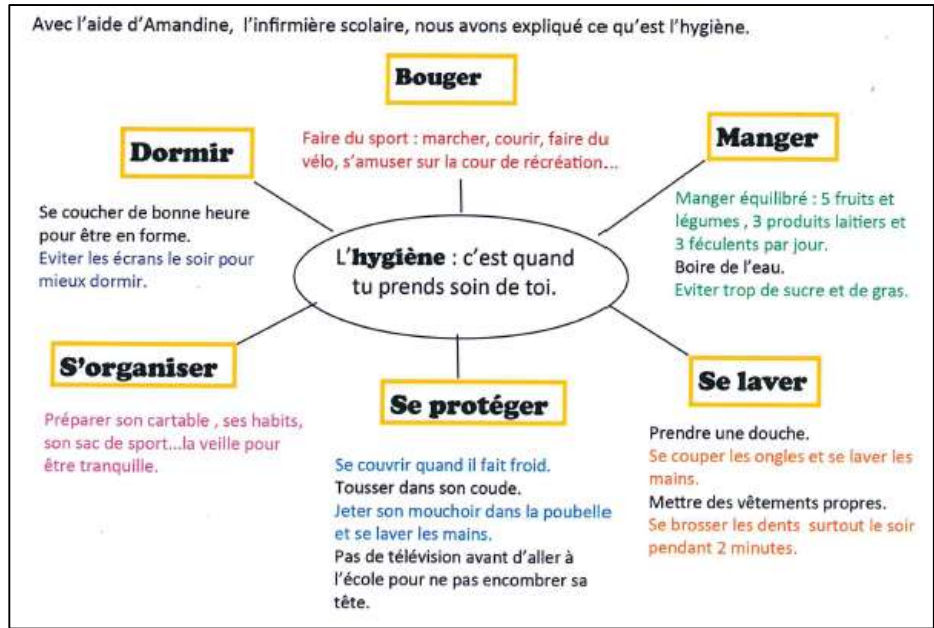 Avec l'aide d'Amandine, l'infirmière scolaire, nous avons expliqué ce qu'est l'hygiène.
Bouger
Faire du sport : marcher, courir, faire du
vélo, s'amuser sur la cour de récréation...
Dormir
Se coucher de bonne heure
pour être en forme.
Eviter les écrans le soir pour
mieux dormir.
Manger
Manger équilibré : 5 fruits et
légumes , 3 produits laitiers et
3 féculents par jour.
Boire de l'eau.
Eviter trop de sucre et de gras.
L'hygiène : c'est quand
tu prends soin de toi.
S'organiser
Préparer son cartable , ses habits,
son sac de sport...la veille pour
être tranquille.
Se protéger
Se couvrir quand il fait froid.
Tousser dans son coude.
Jeter son mouchoir dans la poubelle
et se laver les mains.
Pas de télévision avant d'aller à
l'école pour ne pas encombrer sa
tête.
Se laver
Prendre une douche.
Se couper les ongles et se laver les
mains.
Mettre des vêtements propres.
Se brosser les dents surtout le soir
pendant 2 minutes.